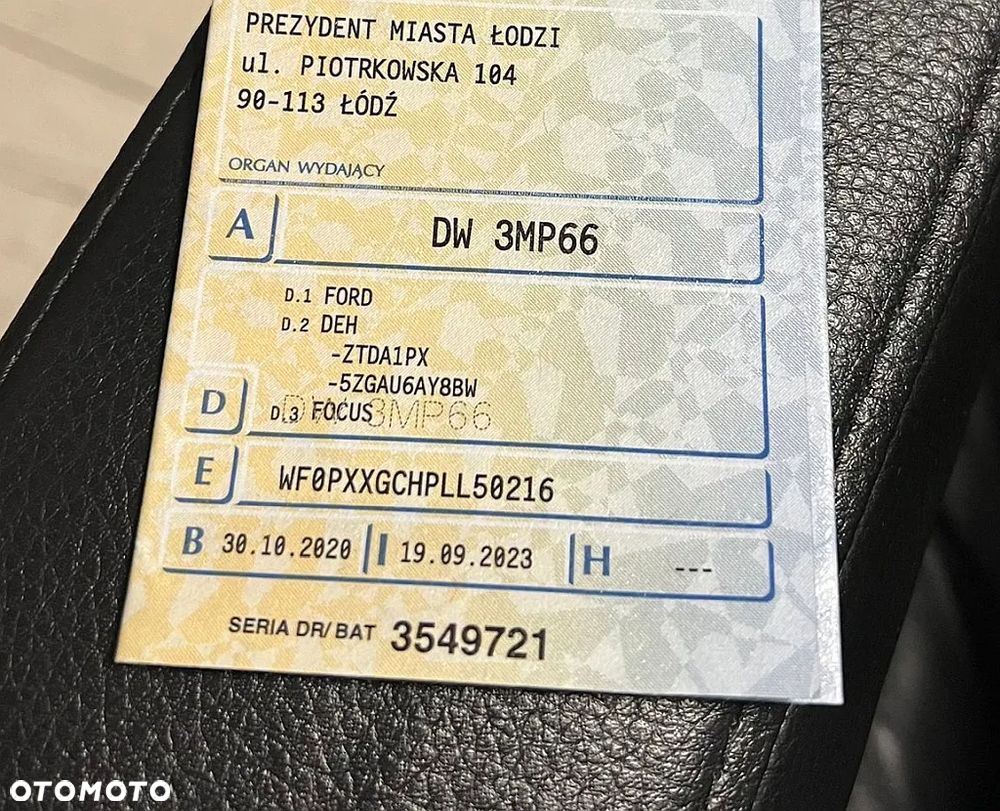 PREZYDENT MIASTA ŁODZI
ul. PIOTRKOWSKA 104
90-113 ŁÓDŹ
ORGAN WYDAJĄCY
A DW 3MP66
D.1 FORD
D.2 DEH
-ZTDA1PX
-5ZGAU6AY8BW
D D.3 FOCUS
DW 3MP66
E WF0PXXGCHPLL50216
B 30.10.2020 I 19.09.2023 H ---
SERIA DR/BAT 3549721
OTOMOTO